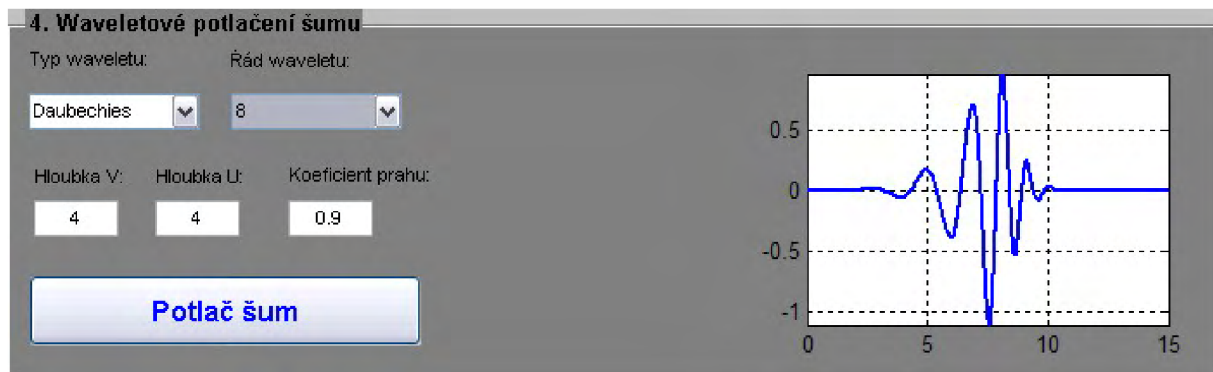 4. Waveletové potlačení šumu
Typ waveletu: Řád waveletu:
Daubechies 8
Hloubka V: Hloubka U: Koeficient prahu:
4 4 0.9
Potlač šum
0.5
0
-0.5
-1
0 5 10 15